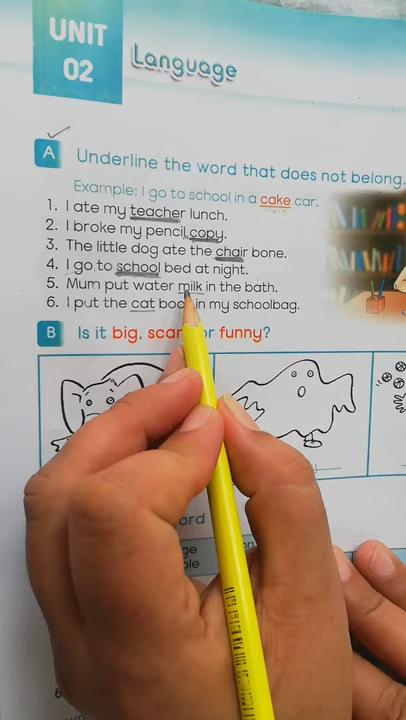 UNIT
02
Language
A Underline the word that does not belong.
Example: I go to school in a cake car.
1. I ate my teacher lunch.
2. I broke my pencil copy.
3. The little dog ate the chair bone.
4. I go to school bed at night.
5. Mum put water milk in the bath.
6. I put the cat in my schoolbag.
B Is it big, or funny?